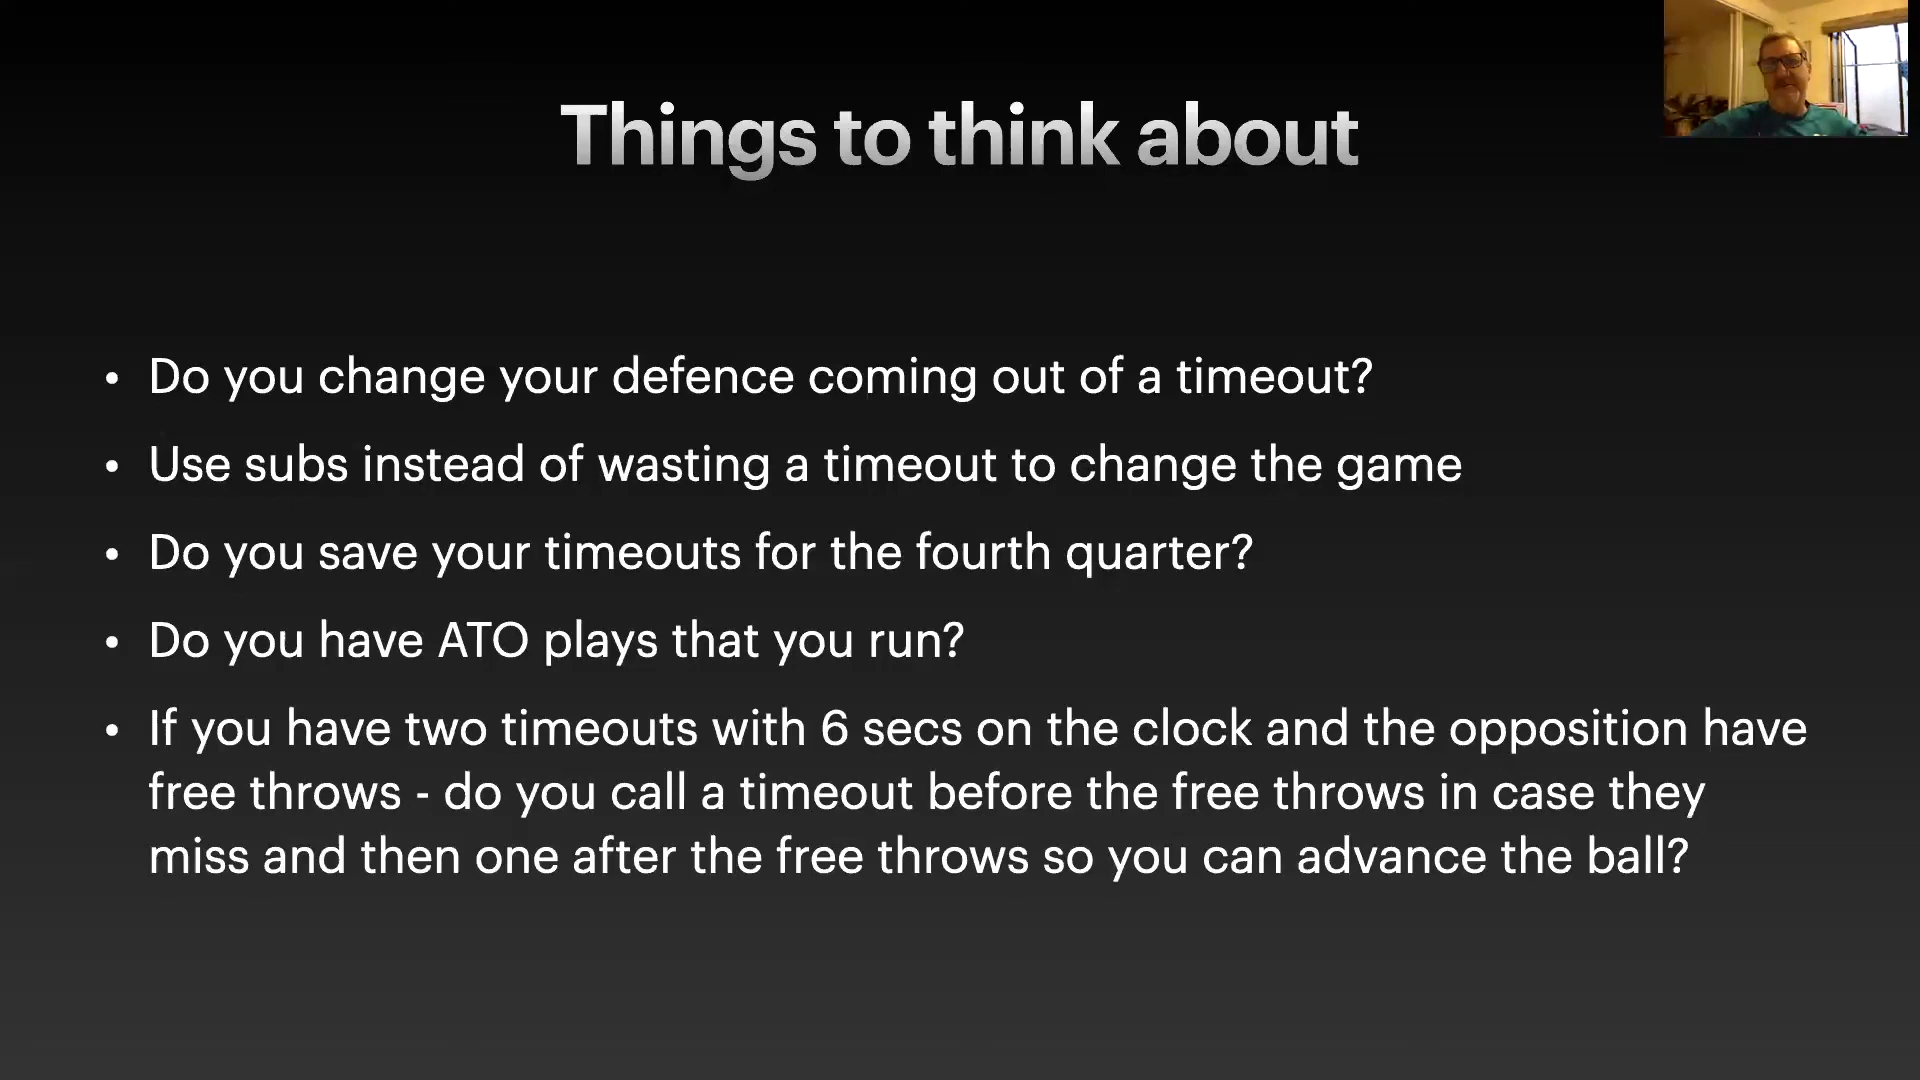 Things to think about
• Do you change your defence coming out of a timeout?
• Use subs instead of wasting a timeout to change the game
• Do you save your timeouts for the fourth quarter?
• Do you have ATO plays that you run?
• If you have two timeouts with 6 secs on the clock and the opposition have
free throws - do you call a timeout before the free throws in case they
miss and then one after the free throws so you can advance the ball?